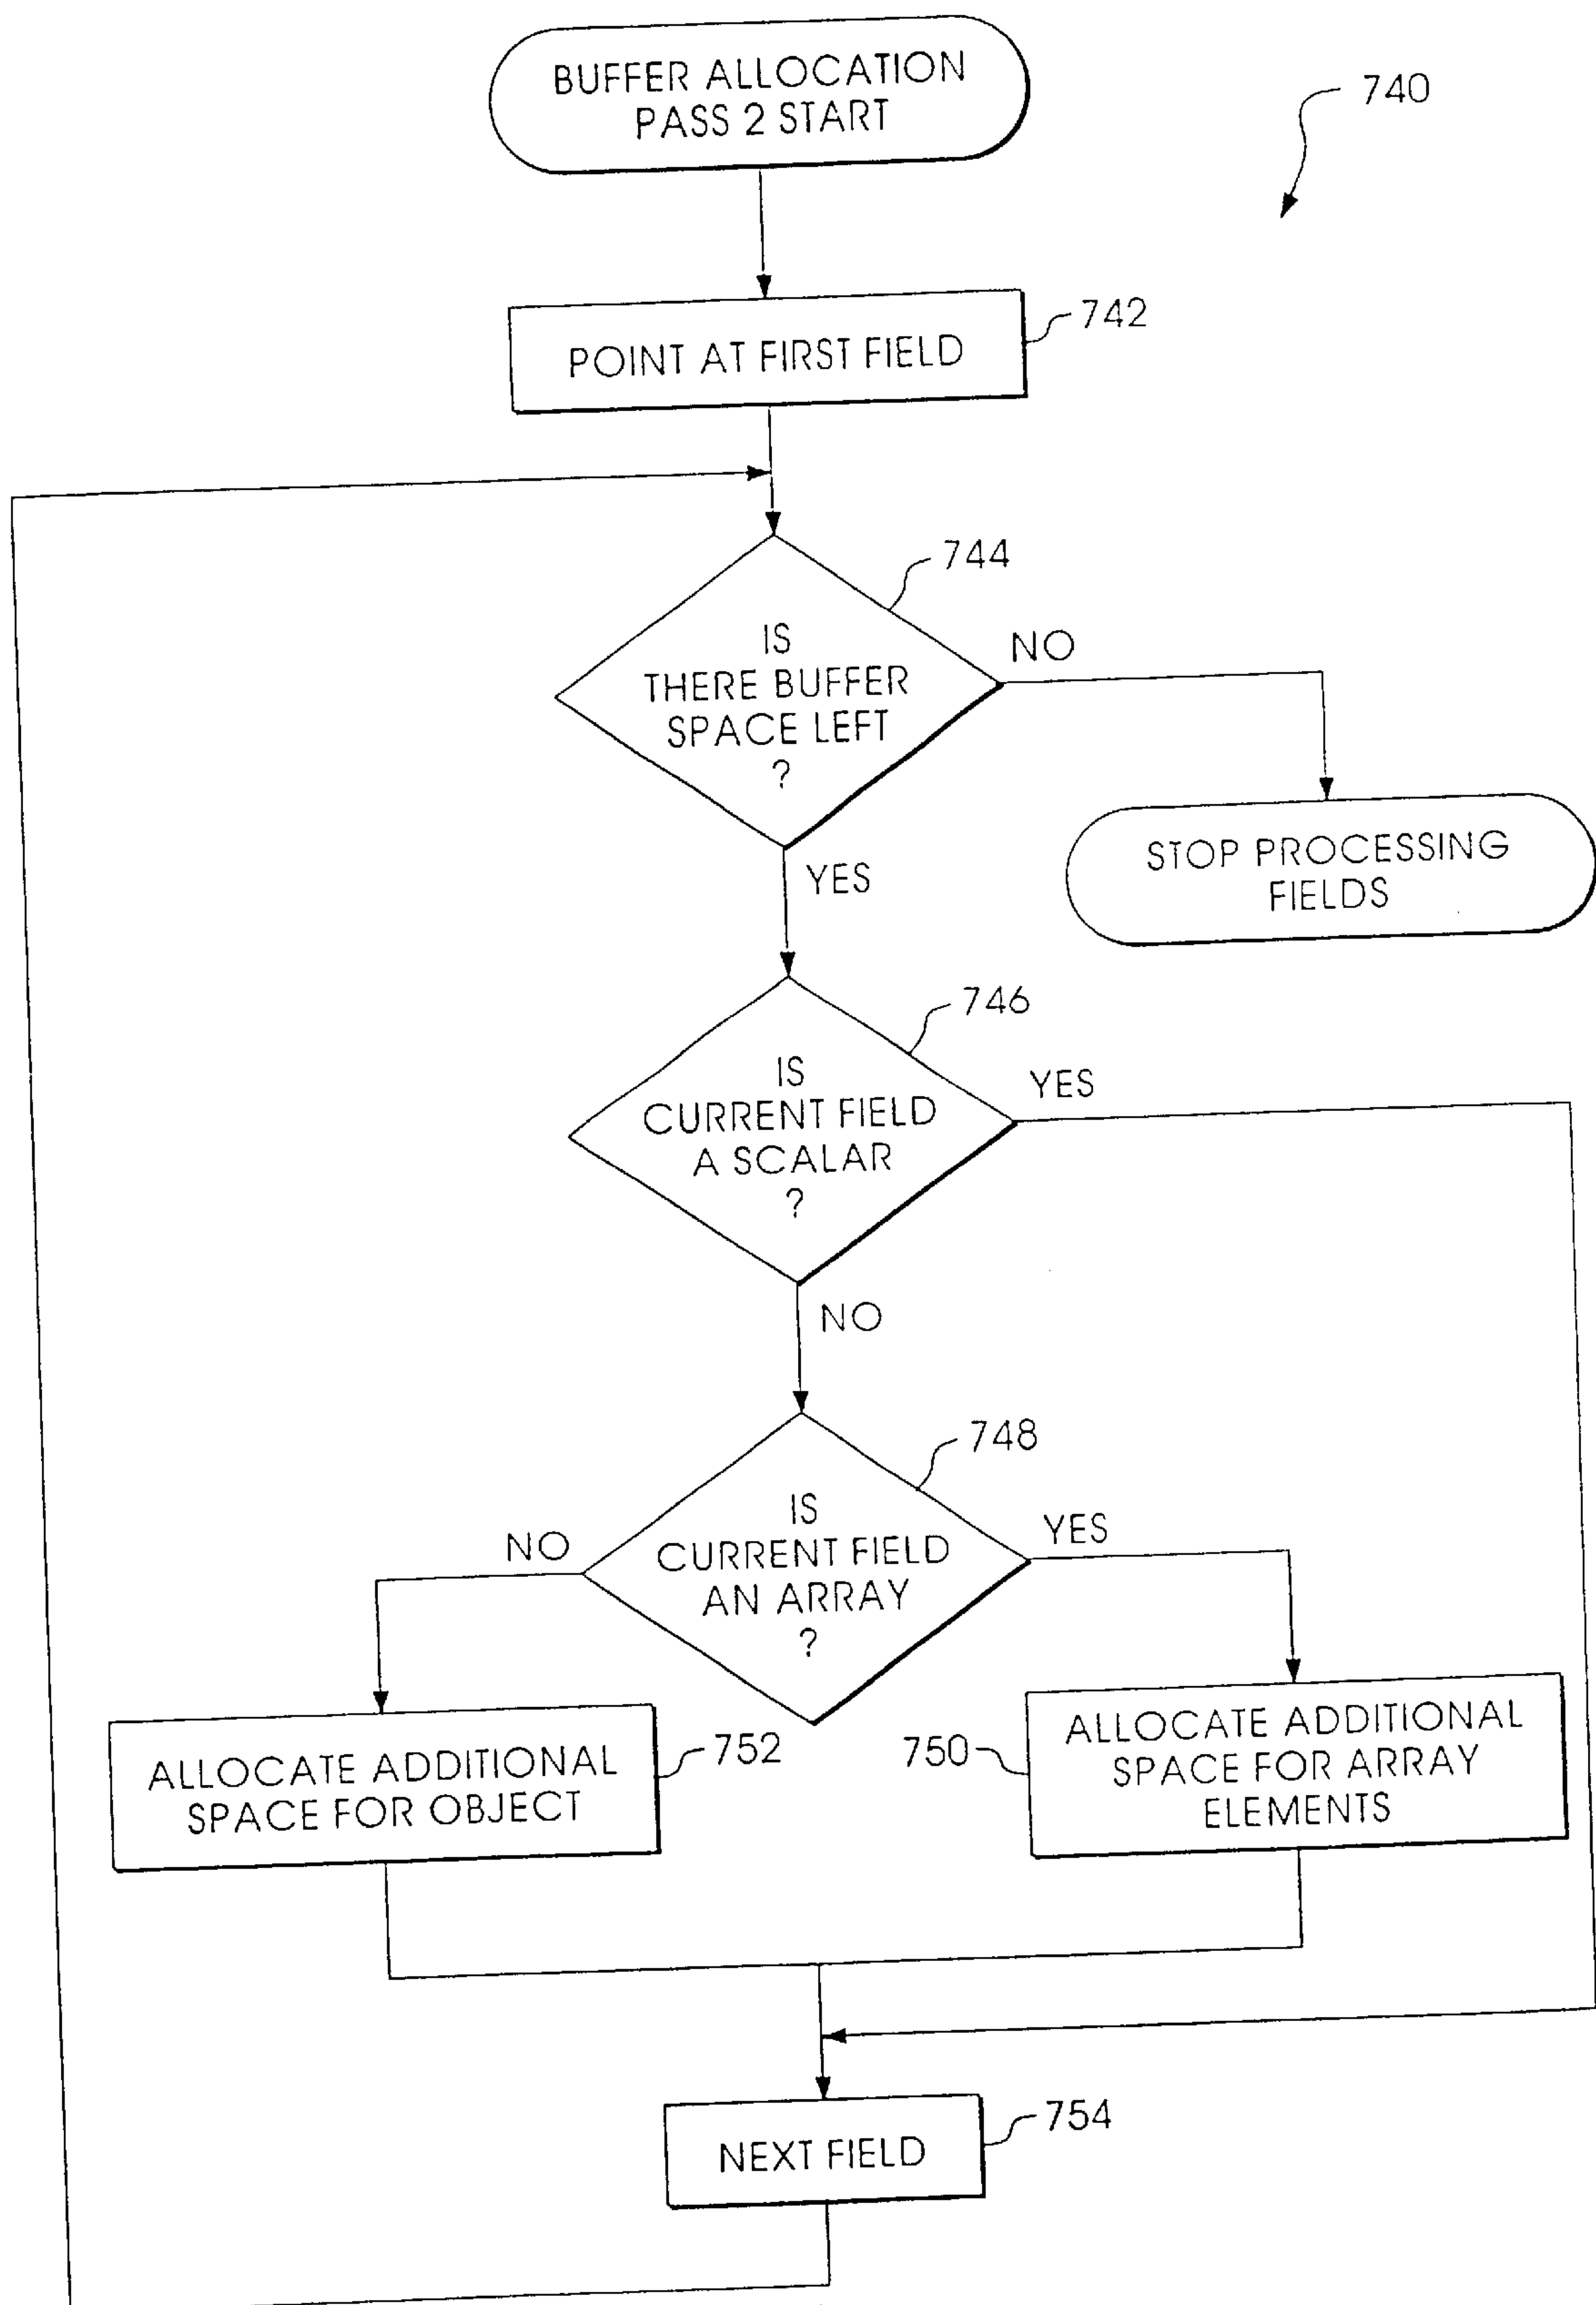 BUFFER ALLOCATION
PASS 2 START
740
POINT AT FIRST FIELD
742
744
IS
THERE BUFFER
SPACE LEFT
?
NO
YES
STOP PROCESSING
FIELDS
746
IS
CURRENT FIELD
A SCALAR
?
YES
NO
748
IS
CURRENT FIELD
AN ARRAY
?
NO
YES
ALLOCATE ADDITIONAL
SPACE FOR OBJECT
752
750
ALLOCATE ADDITIONAL
SPACE FOR ARRAY
ELEMENTS
NEXT FIELD
754